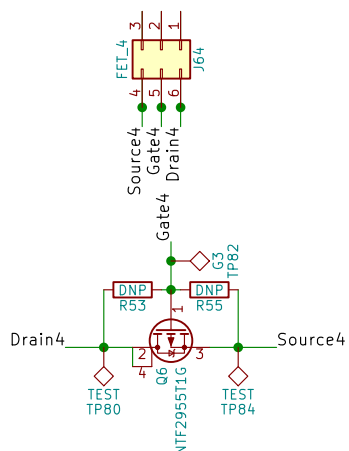 3 2 1
FET_4
J64
4 5 6
Source4
Gate4
Drain4
Gate4
G3
TP82
DNP
R53
DNP
R55
1
Drain4
Source4
2
3
4
Q6
NTF2955T1G
TEST
TP80
TEST
TP84